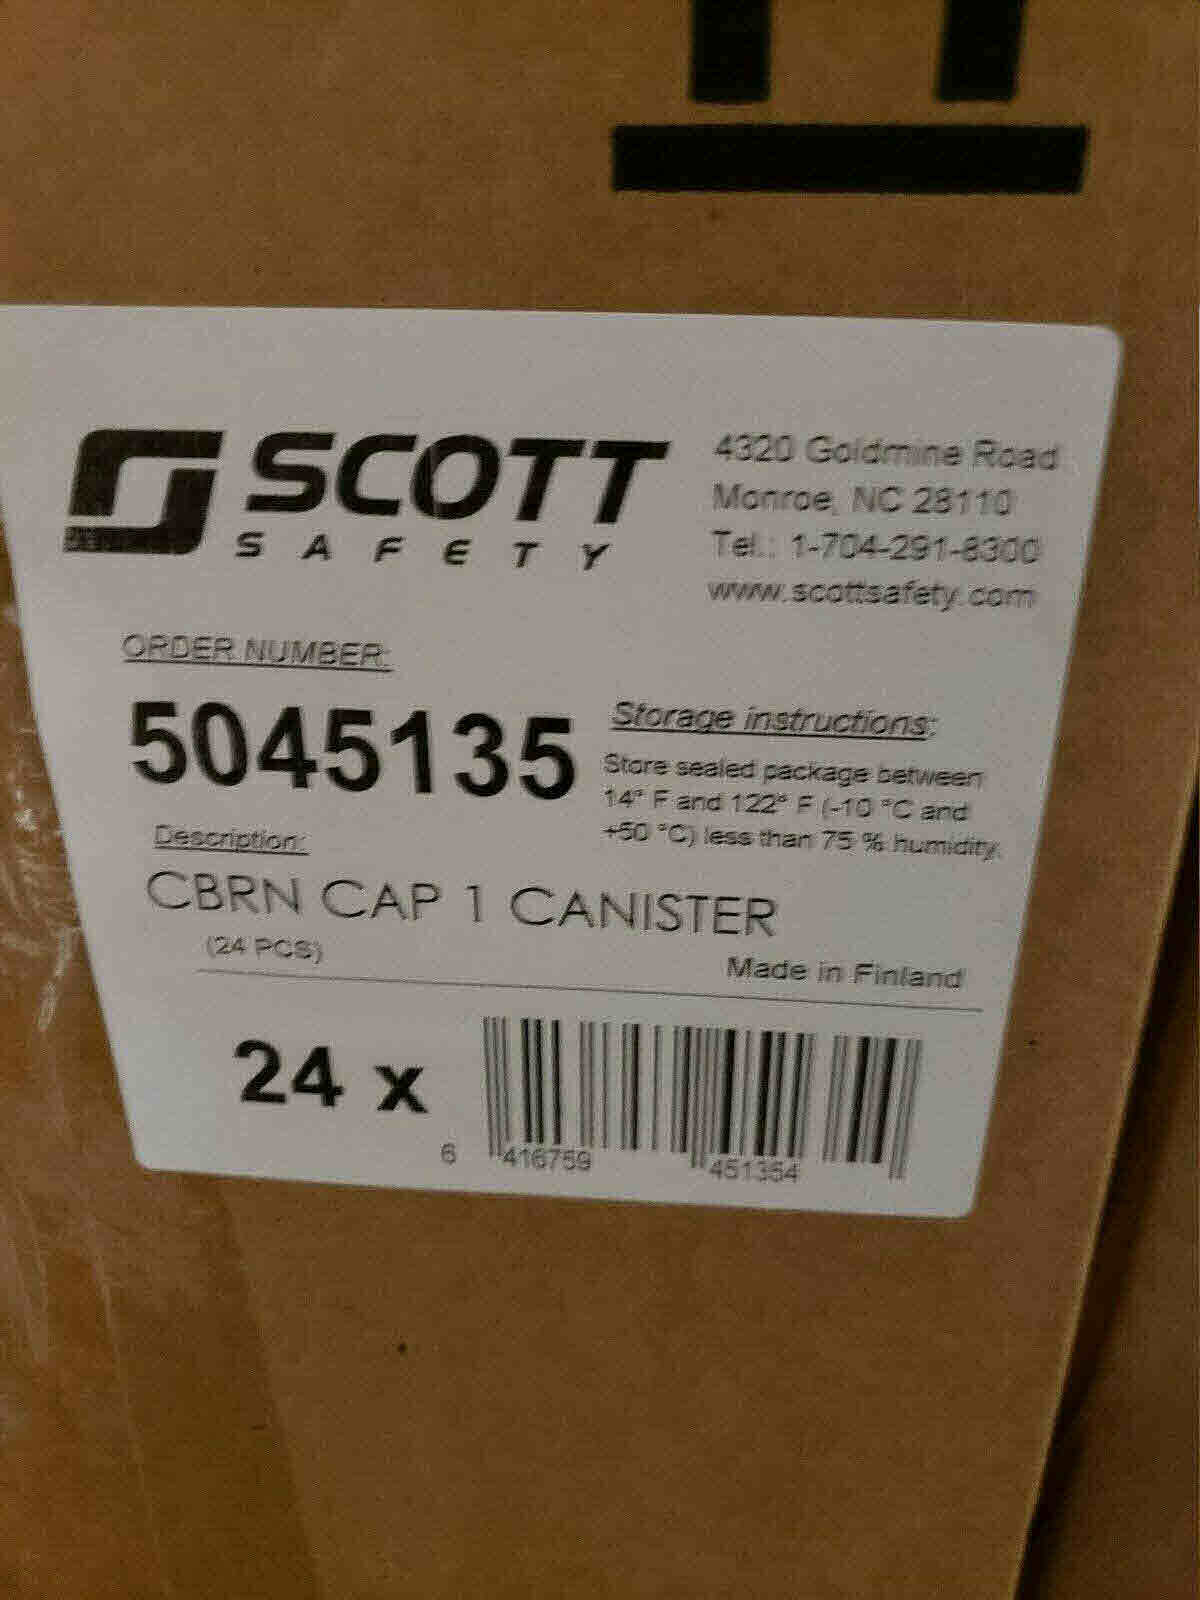 SCOTT
SAFETY
4320 Goldmine Road
Monroe, NC 28110
Tel.: 1-704-291-8300
www.scottsafety.com
ORDER NUMBER:
5045135
Storage instructions:
Store sealed package between
14° F and 122° F (-10 °C and
+50 °C) less than 75 % humidity.
Description:
CBRN CAP 1 CANISTER
(24 PCS)
Made in Finland
24 x
6 416759 451354